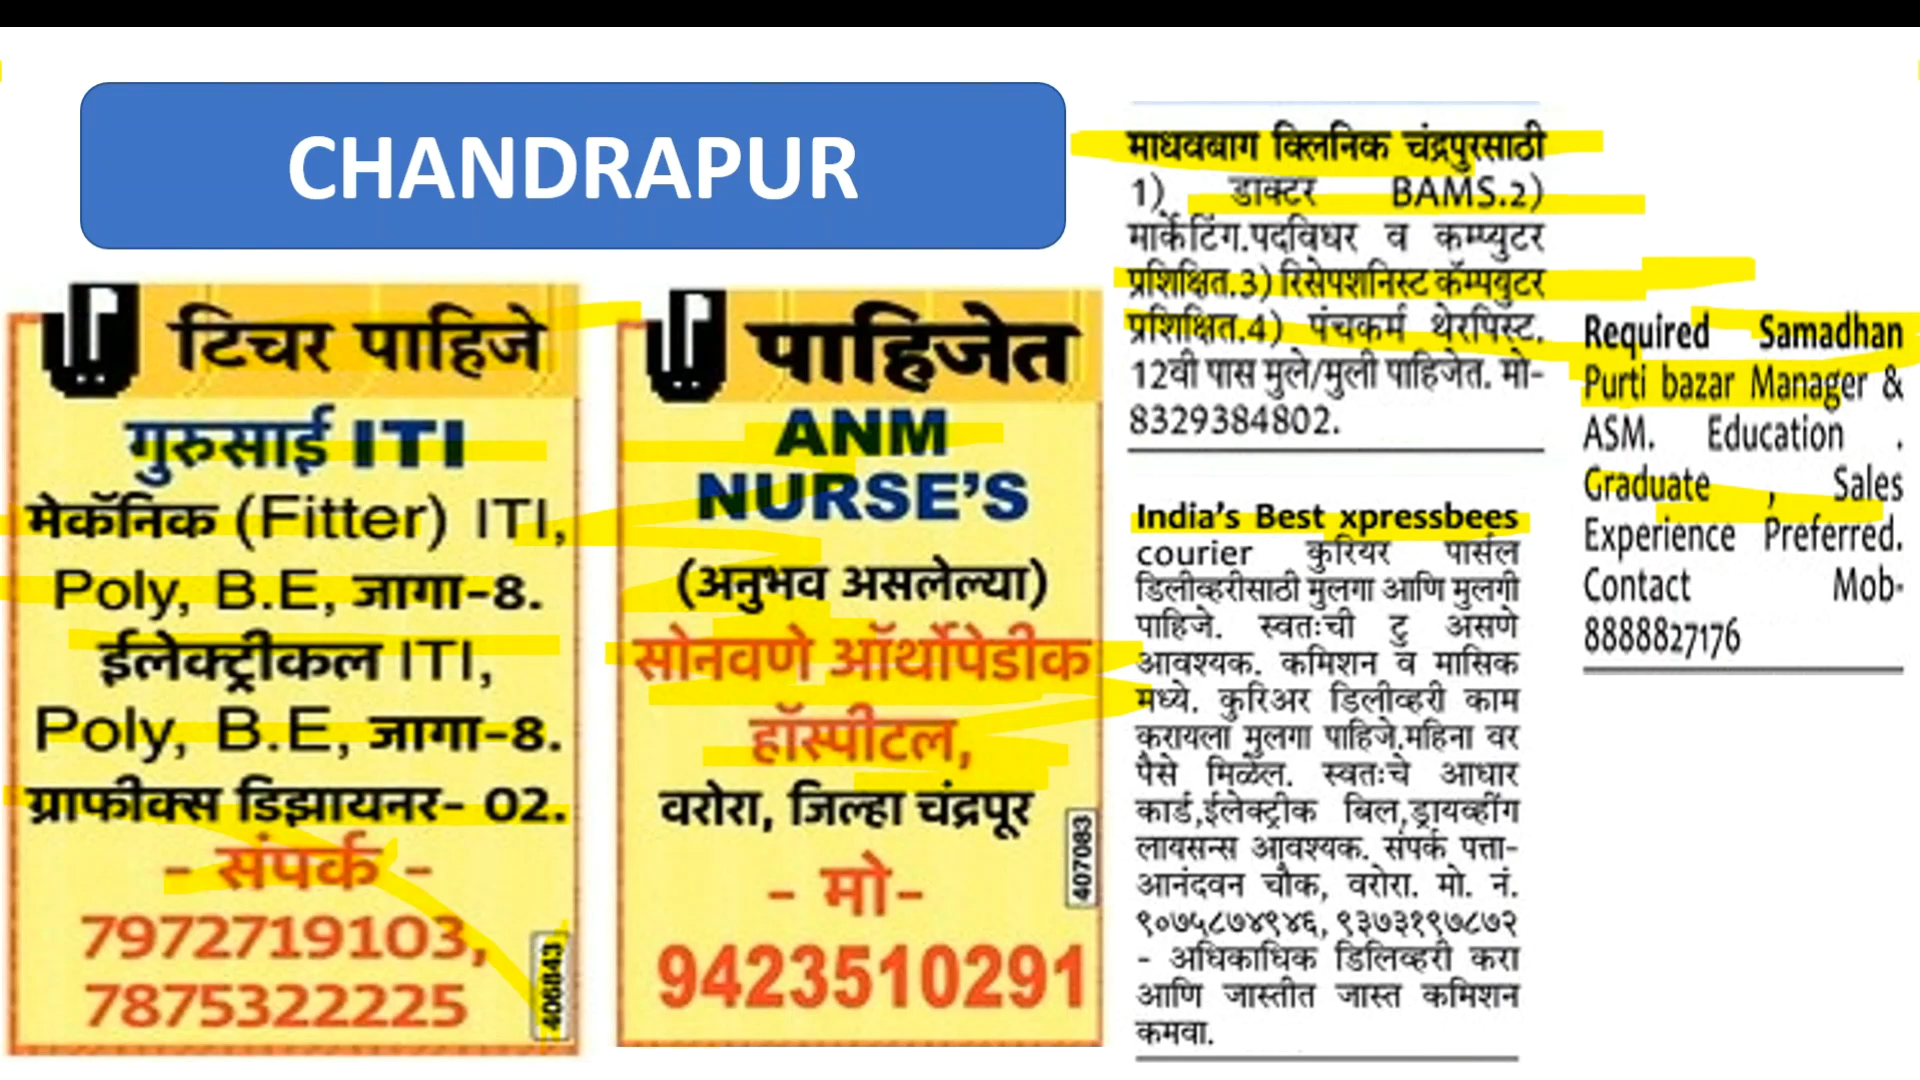 CHANDRAPUR
टिचर पाहिजे
गुरुसाई ITI
मेकॅनिक (Fitter) ITI,
Poly, B.E, जागा-8.
ईलेक्ट्रीकल ITI,
Poly, B.E, जागा-8.
ग्राफीक्स डिझायनर- 02.
- संपर्क -
7972719103,
7875322225
406843
पाहिजेत
ANM
NURSE'S
(अनुभव असलेल्या)
सोनवणे ऑर्थोपेडीक
हॉस्पीटल,
वरोरा, जिल्हा चंद्रपूर
- मो-
9423510291
407083
माधवबाग क्लिनिक चंद्रपुरसाठी
1) डाक्टर BAMS.2)
मार्केटिंग.पदविधर व कम्प्युटर
प्रशिक्षित.3) रिसेपशनिस्ट कॅम्पयुटर
प्रशिक्षित.4) पंचकर्म थेरपिस्ट.
12वी पास मुले/मुली पाहिजेत. मो-
8329384802.
India's Best xpressbees
courier कुरियर पार्सल
डिलीव्हरीसाठी मुलगा आणि मुलगी
पाहिजे. स्वतःची टु असणे
आवश्यक. कमिशन व मासिक
मध्ये. कुरिअर डिलीव्हरी काम
करायला मुलगा पाहिजे.महिना वर
पैसे मिळेल. स्वतःचे आधार
कार्ड,ईलेक्ट्रीक बिल,ड्रायव्हींग
लायसन्स आवश्यक. संपर्क पत्ता-
आनंदवन चौक, वरोरा. मो. नं.
९०७५८७४९४६, ९३७३१९७८७२
- अधिकाधिक डिलिव्हरी करा
आणि जास्तीत जास्त कमिशन
कमवा.
Required Samadhan
Purti bazar Manager &
ASM. Education .
Graduate , Sales
Experience Preferred.
Contact Mob-
8888827176